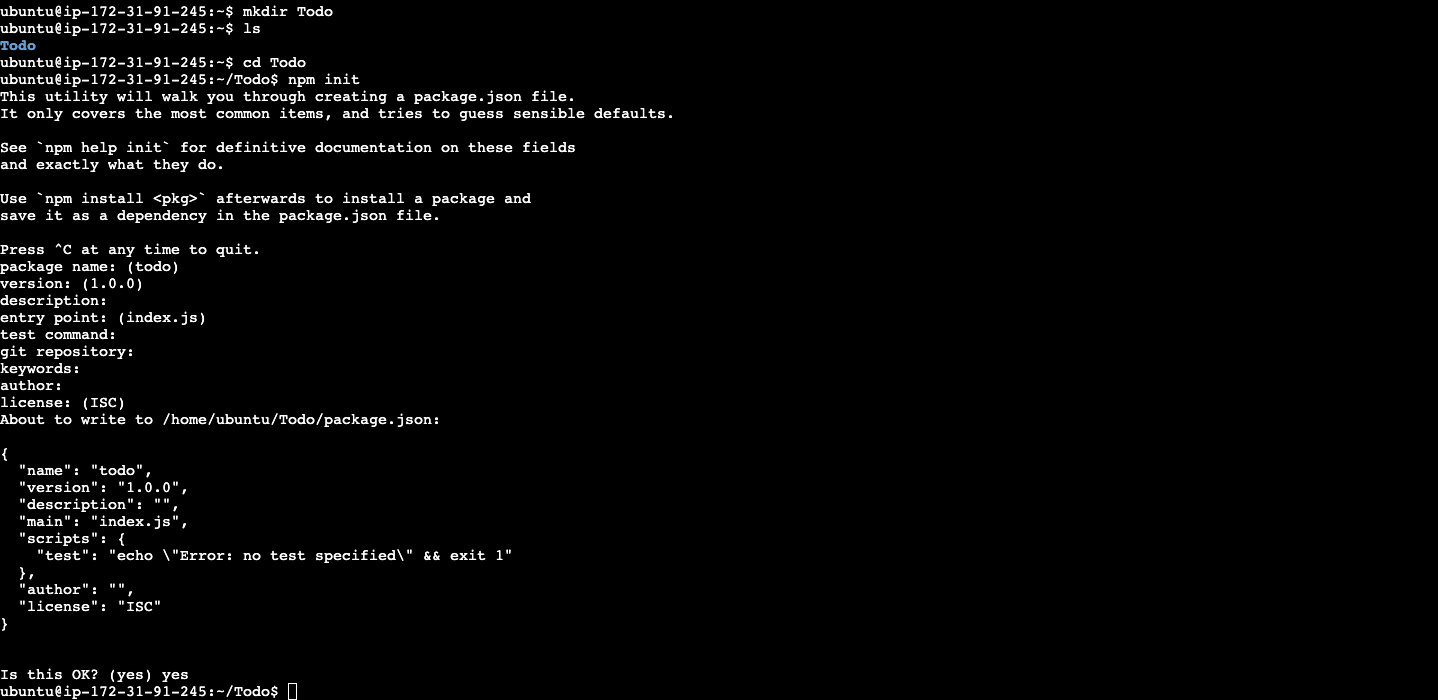 ubuntu@ip-172-31-91-245:~$ mkdir Todo
ubuntu@ip-172-31-91-245:~$ ls
Todo
ubuntu@ip-172-31-91-245:~$ cd Todo
ubuntu@ip-172-31-91-245:~/Todo$ npm init
This utility will walk you through creating a package.json file.
It only covers the most common items, and tries to guess sensible defaults.

See `npm help init` for definitive documentation on these fields
and exactly what they do.

Use `npm install <pkg>` afterwards to install a package and
save it as a dependency in the package.json file.

Press ^C at any time to quit.
package name: (todo)
version: (1.0.0)
description:
entry point: (index.js)
test command:
git repository:
keywords:
author:
license: (ISC)
About to write to /home/ubuntu/Todo/package.json:

{
  "name": "todo",
  "version": "1.0.0",
  "description": "",
  "main": "index.js",
  "scripts": {
    "test": "echo \"Error: no test specified\" && exit 1"
  },
  "author": "",
  "license": "ISC"
}

Is this OK? (yes) yes
ubuntu@ip-172-31-91-245:~/Todo$